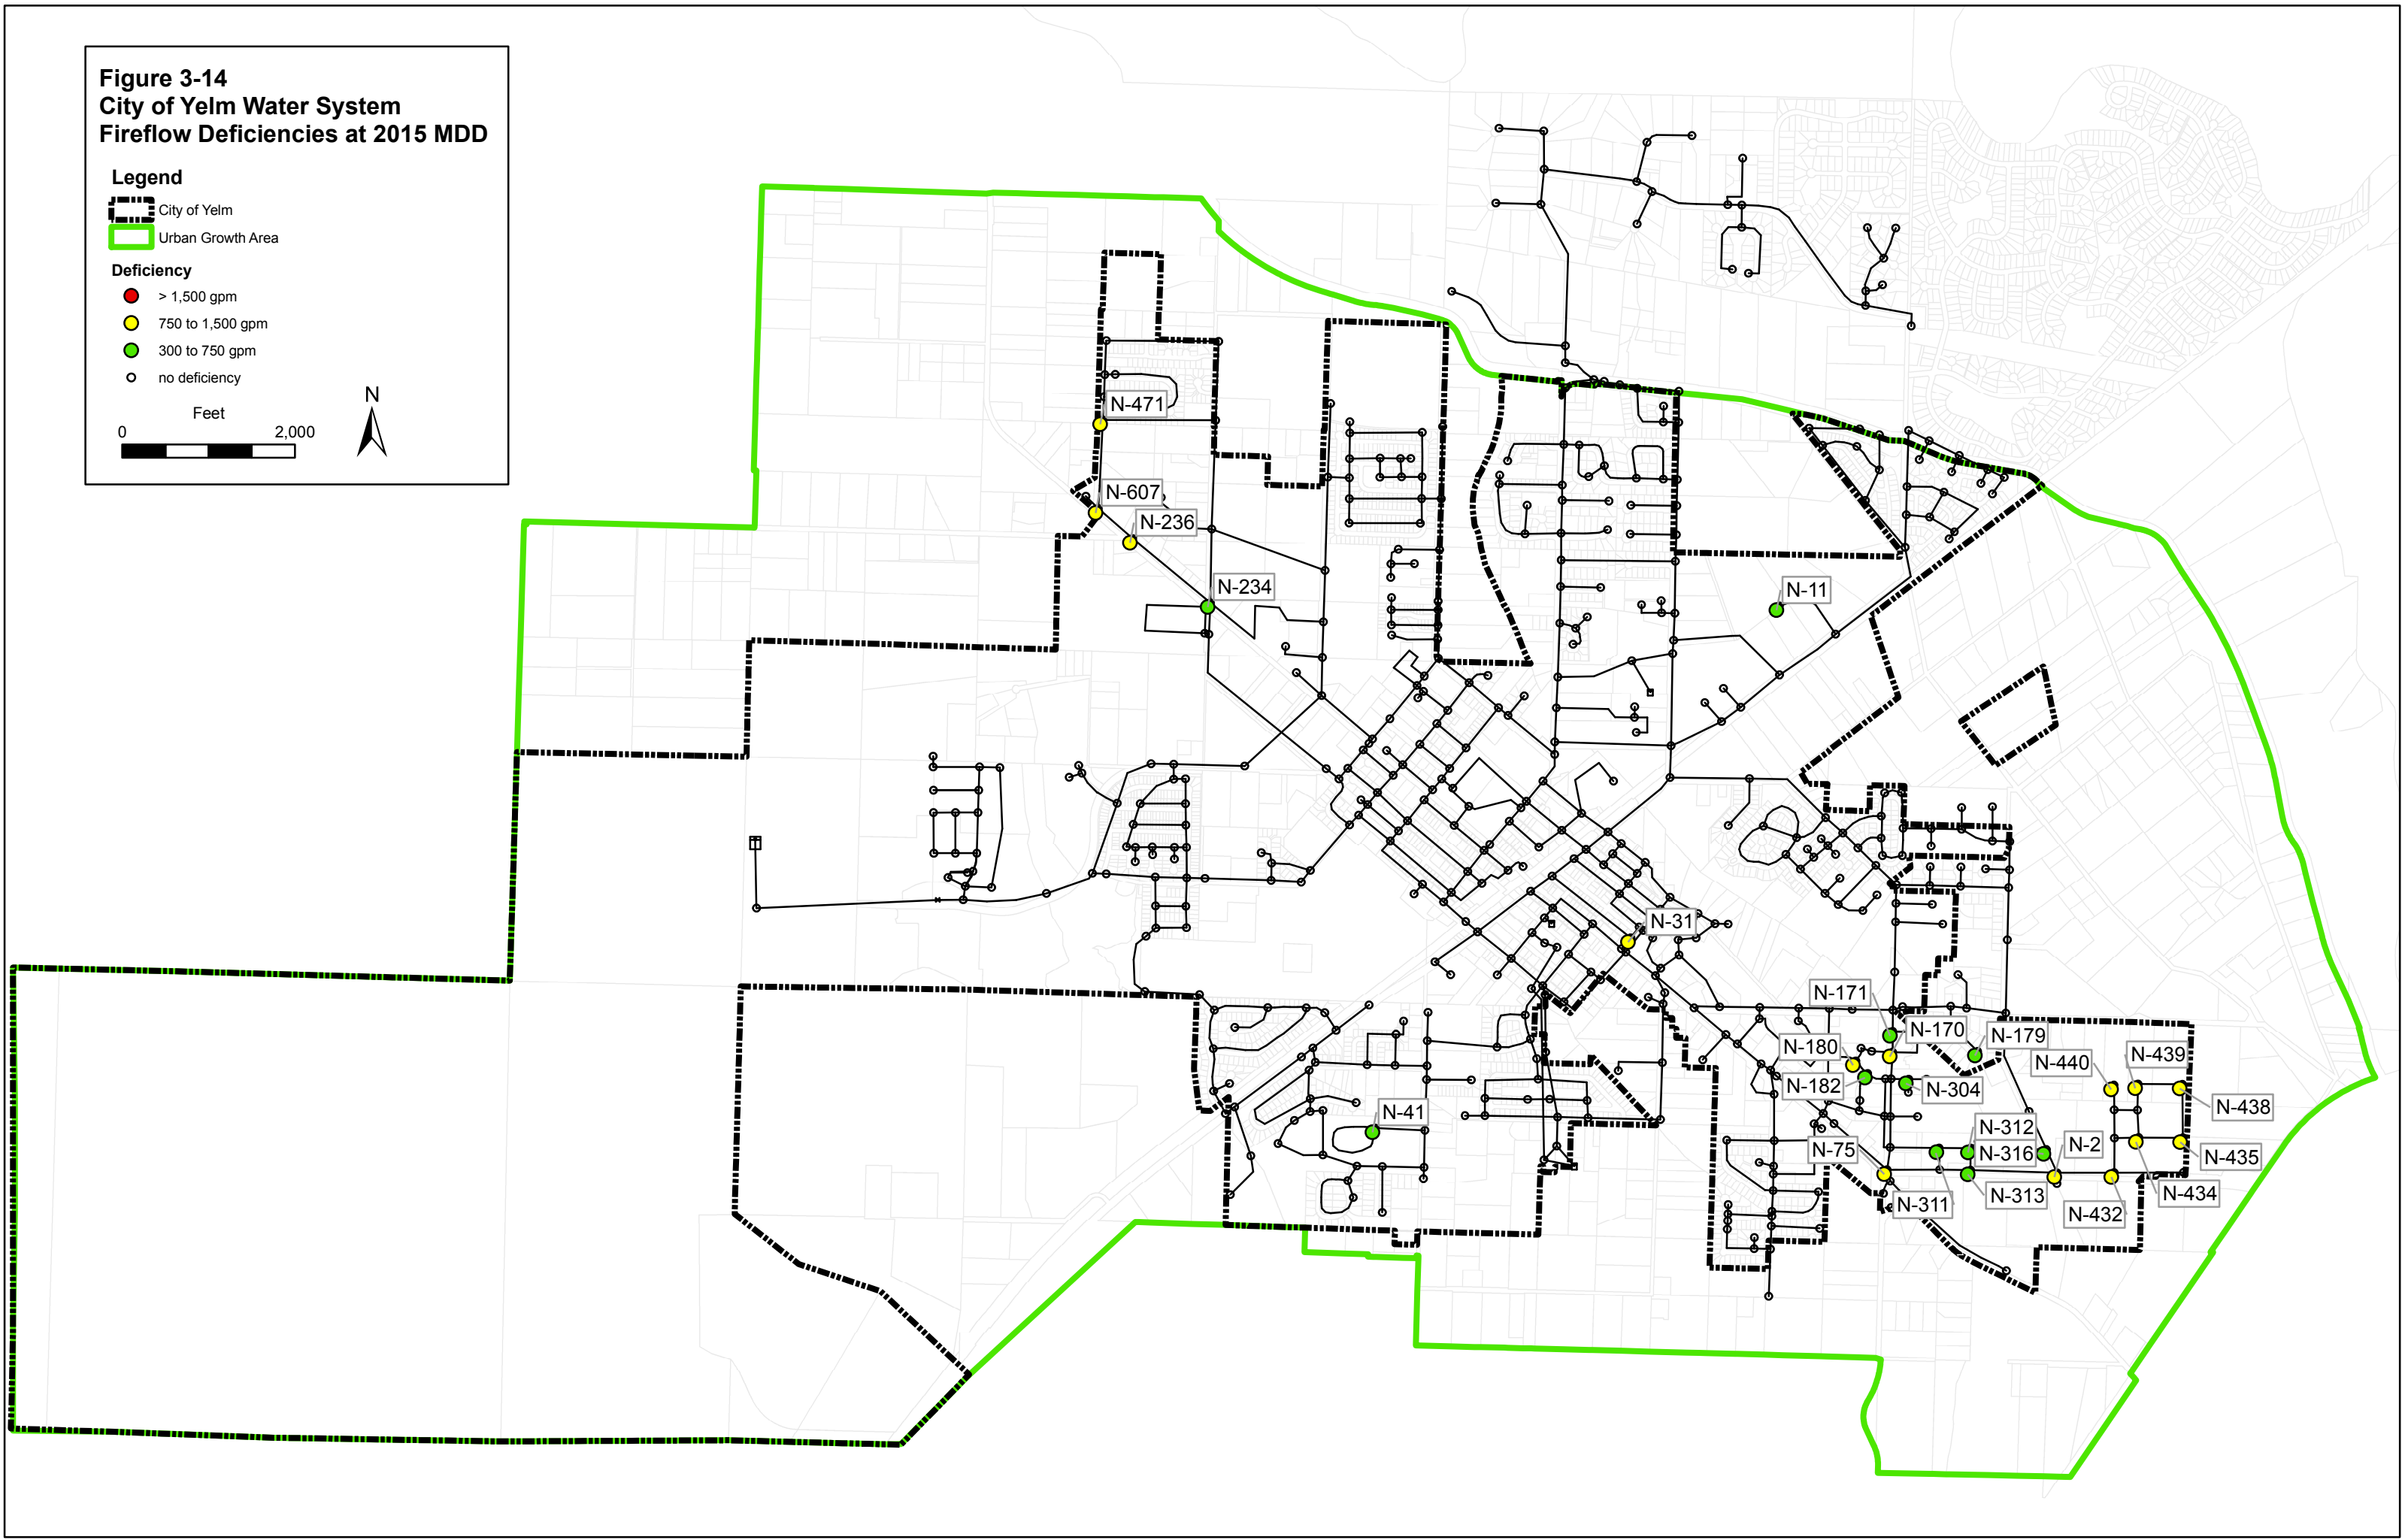 Figure 3-14
City of Yelm Water System
Fireflow Deficiencies at 2015 MDD
Legend
City of Yelm
Urban Growth Area
Deficiency
> 1,500 gpm
750 to 1,500 gpm
300 to 750 gpm
no deficiency
Feet
0 2,000
N
N-471
N-607
N-236
N-234
N-11
N-31
N-171
N-170
N-179
N-180
N-440
N-439
N-182
N-304
N-438
N-41
N-312
N-75
N-316
N-2
N-435
N-311
N-313
N-434
N-432